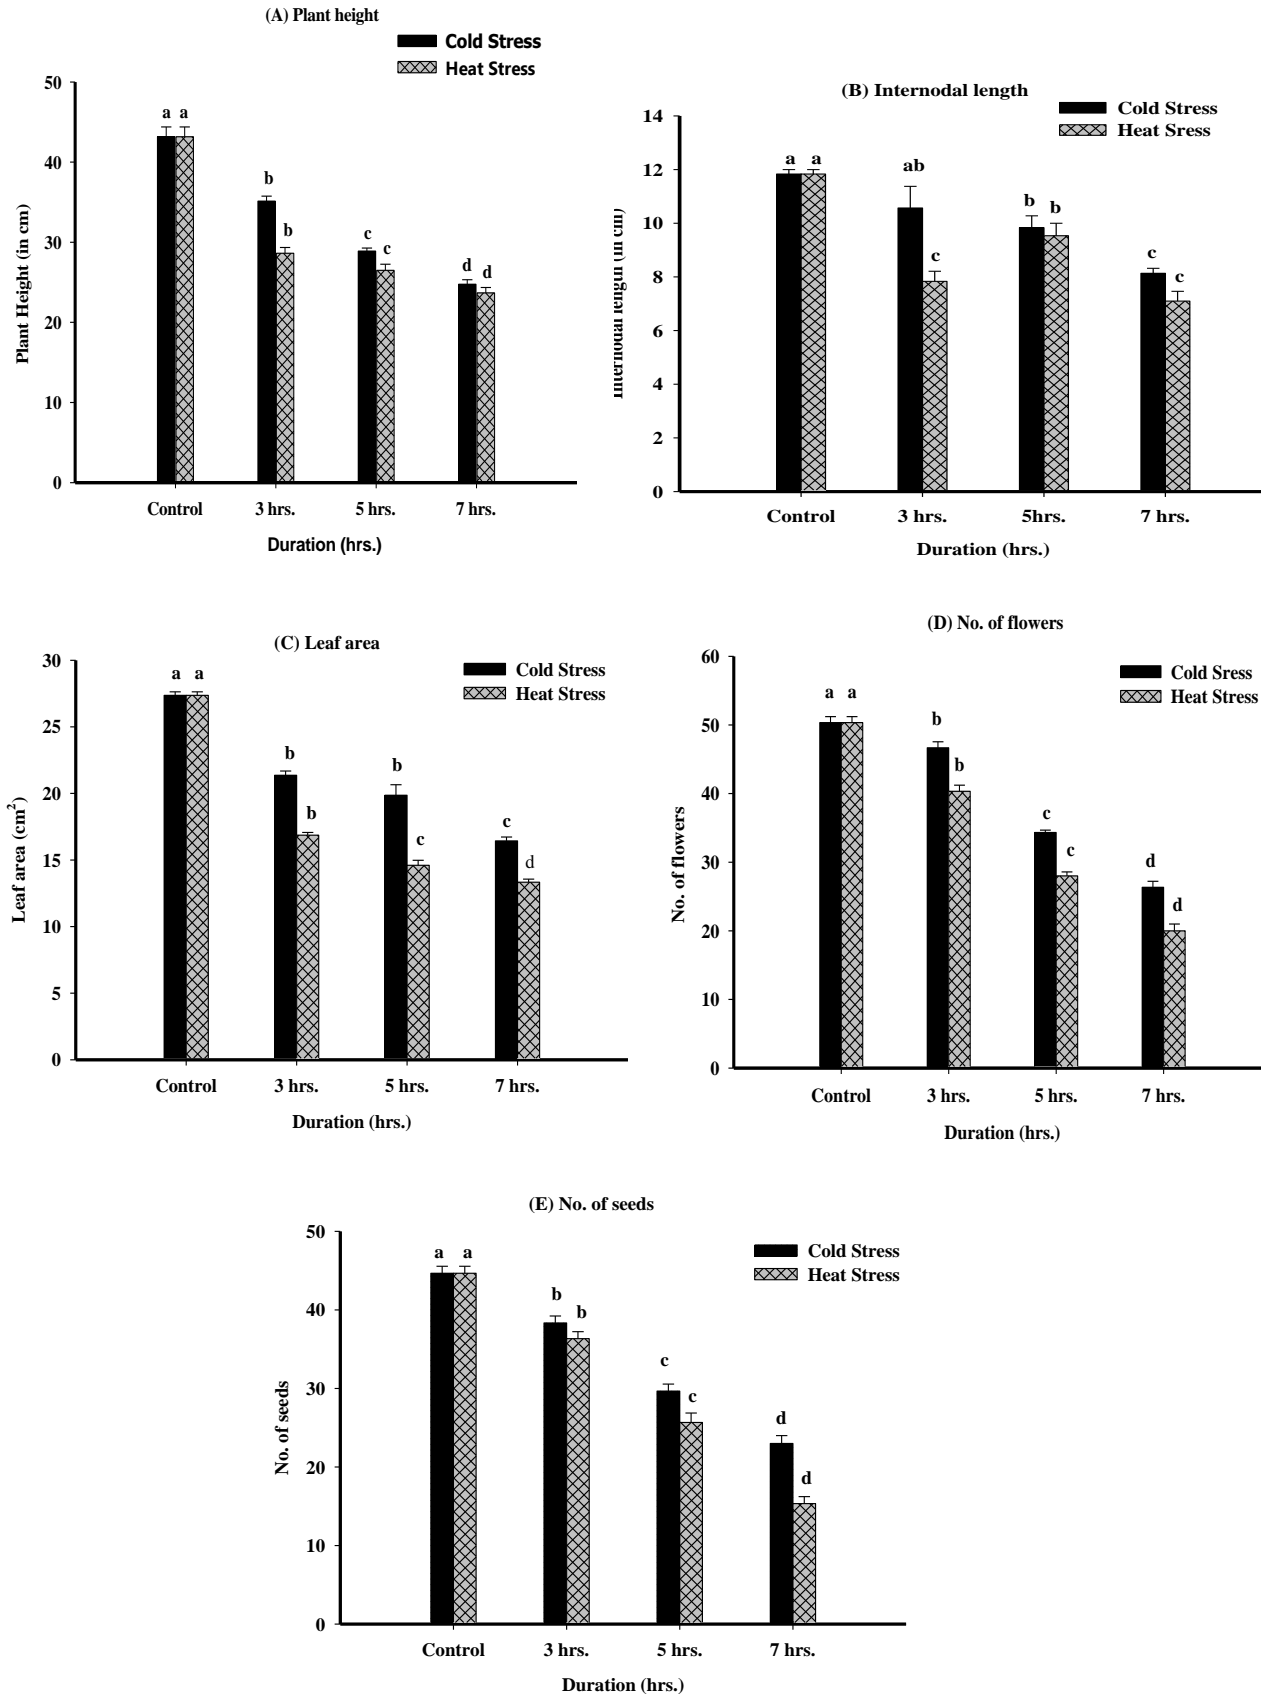 (A) Plant height
Cold Stress
Heat Stress
50
40
30
20
10
0
Plant Height (in cm)
a a
b
b
c
c
d d
Control 3 hrs. 5 hrs. 7 hrs.
Duration (hrs.)
(B) Internodal length
Cold Stress
Heat Sress
14
12
10
8
6
4
2
0
Internodal length (in cm)
a a
ab
c
b b
c
c
Control 3 hrs. 5hrs. 7 hrs.
Duration (hrs.)
(C) Leaf area
Cold Stress
Heat Stress
30
25
20
15
10
5
0
Leaf area (cm²)
a a
b
b
b
c
c
d
Control 3 hrs. 5 hrs. 7 hrs.
Duration (hrs.)
(D) No. of flowers
Cold Sress
Heat Stress
60
50
40
30
20
10
0
No. of flowers
a a
b
b
c
c
d
d
Control 3 hrs. 5 hrs. 7 hrs.
Duration (hrs.)
(E) No. of seeds
Cold Stress
Heat Stress
50
40
30
20
10
0
No. of seeds
a a
b
b
c
c
d
d
Control 3 hrs. 5 hrs. 7 hrs.
Duration (hrs.)